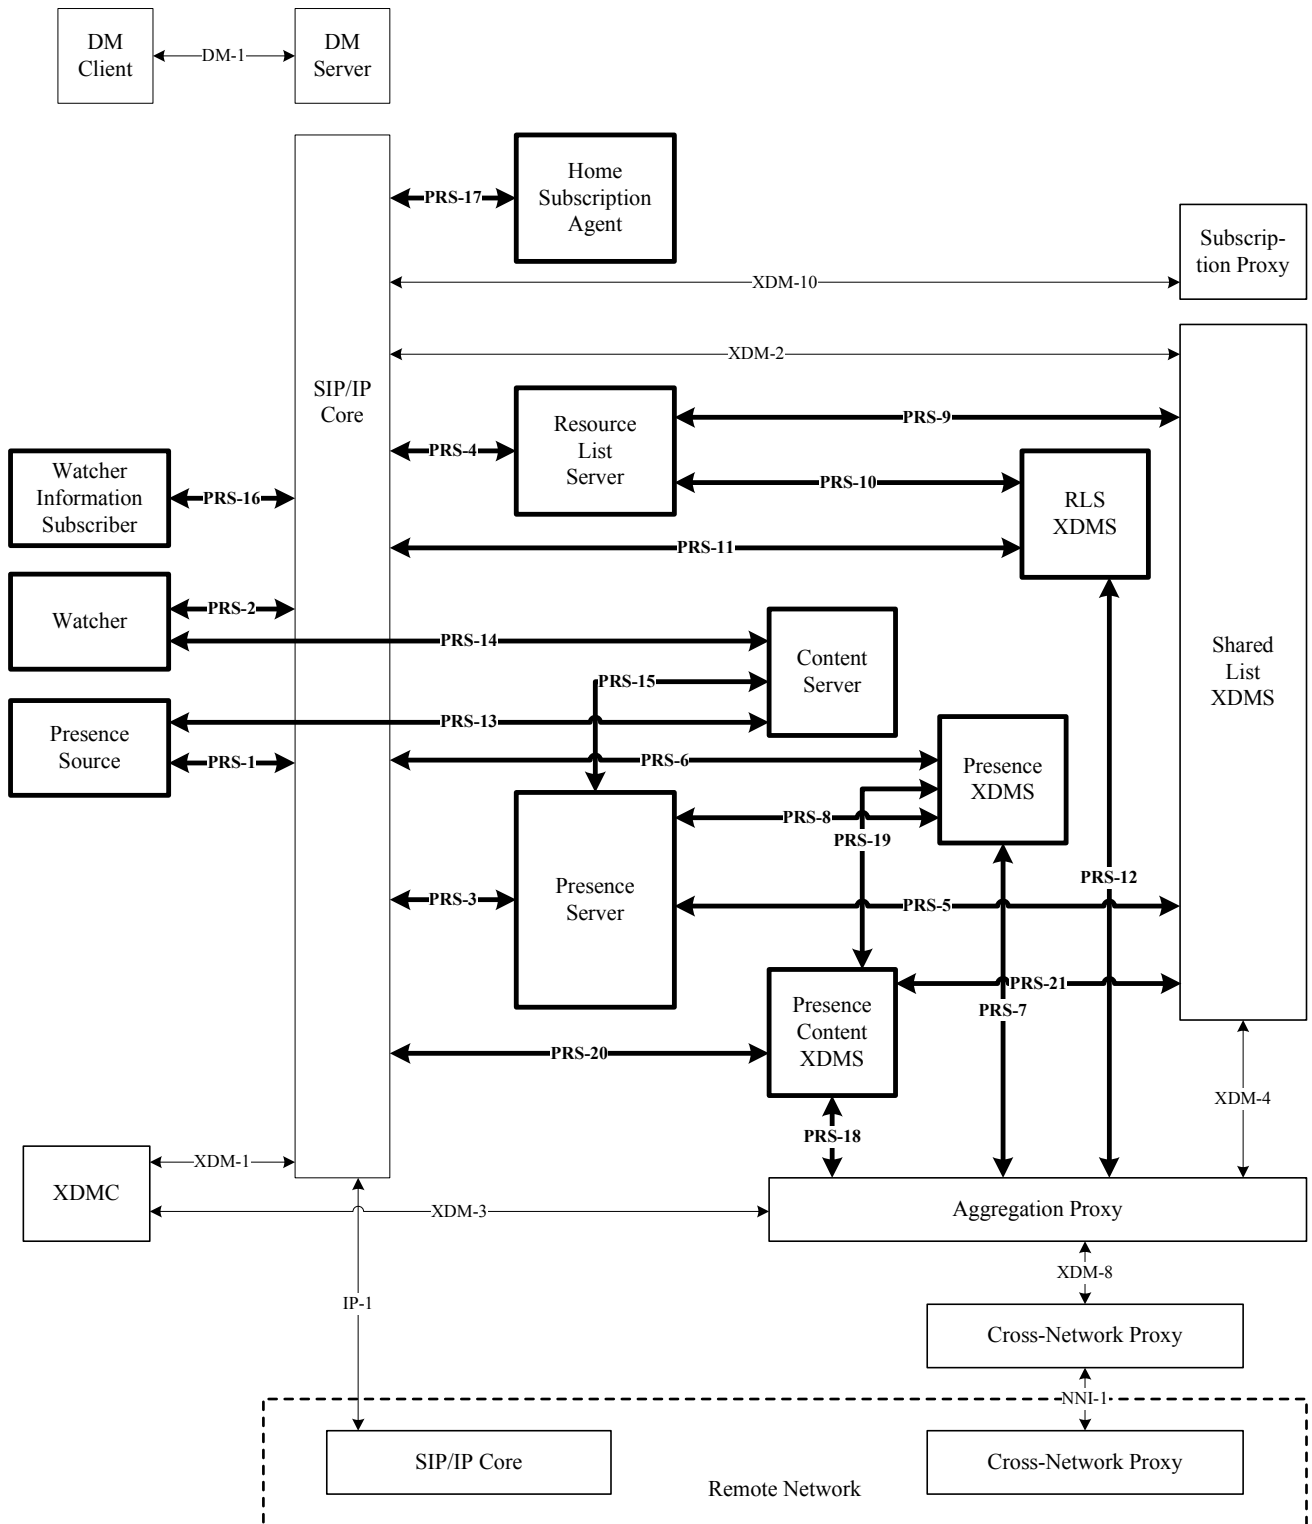 DM
Client
DM-1
DM
Server
Home
Subscription
Agent
PRS-17
Subscrip-
tion Proxy
XDM-10
XDM-2
SIP/IP
Core
Resource
List
Server
PRS-9
PRS-4
Watcher
Information
Subscriber
PRS-16
PRS-10
RLS
XDMS
PRS-11
Watcher
PRS-2
PRS-14
Content
Server
Shared
List
XDMS
PRS-15
PRS-13
Presence
Source
PRS-1
PRS-6
Presence
XDMS
PRS-8
PRS-19
PRS-12
Presence
Server
PRS-3
PRS-5
PRS-21
PRS-7
Presence
Content
XDMS
PRS-20
XDM-4
PRS-18
XDM-1
XDMC
XDM-3
Aggregation Proxy
XDM-8
IP-1
Cross-Network Proxy
NNI-1
SIP/IP Core
Cross-Network Proxy
Remote Network